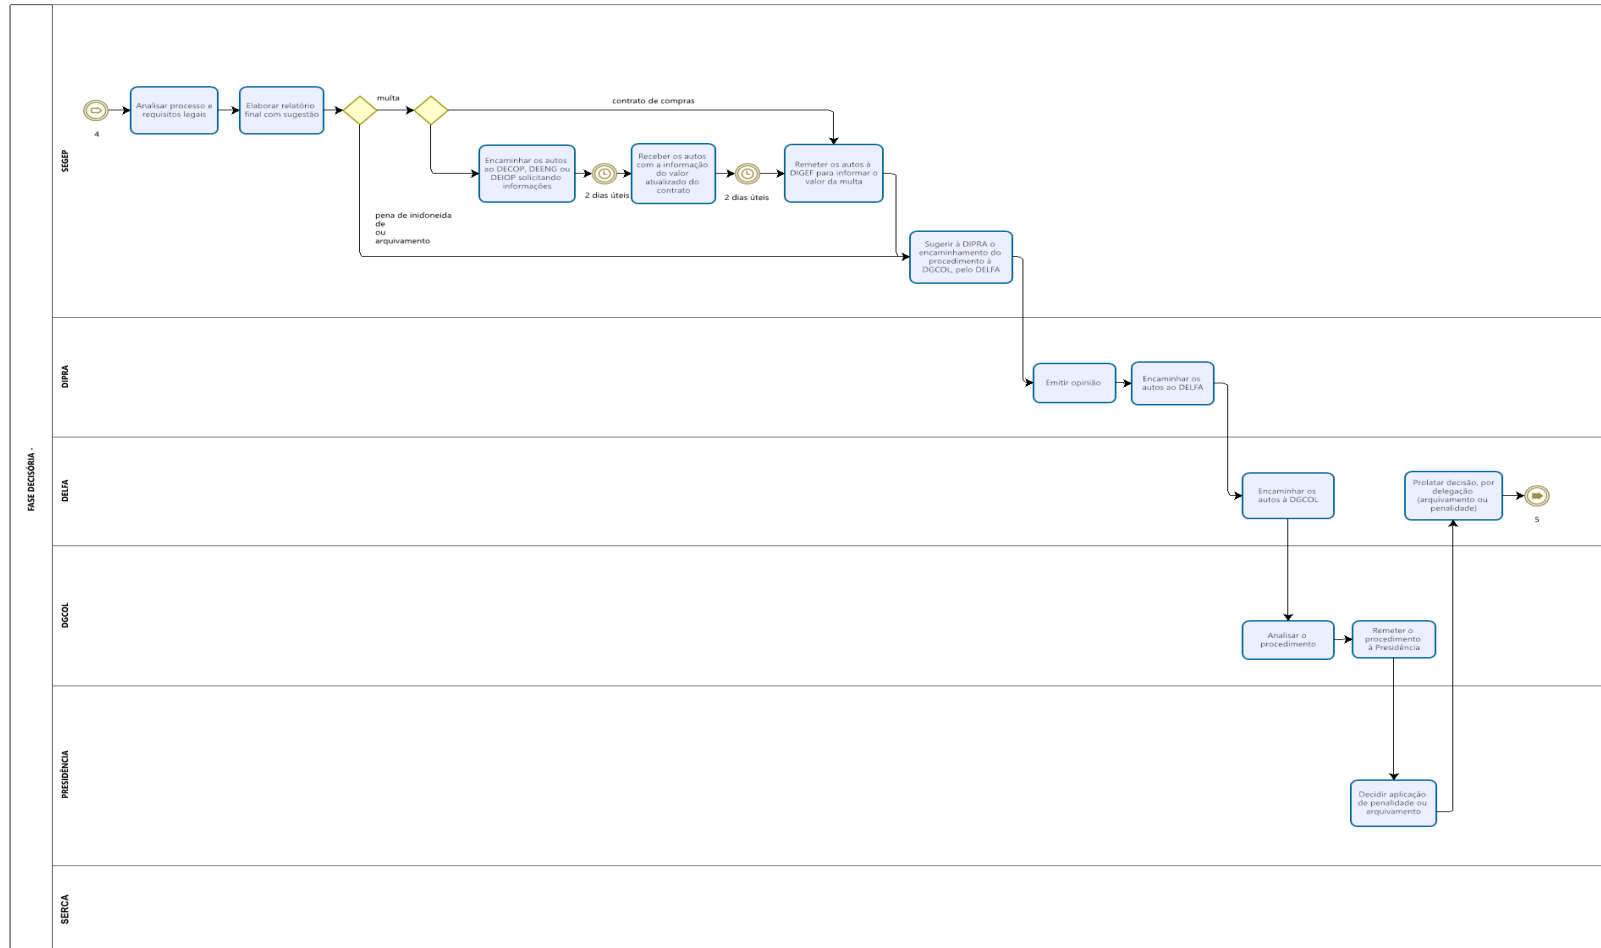 FASE DECISÓRIA -
SEGEP
4
Analisar processo e
requisitos legais
Elaborar relatório
final com sugestão
multa
contrato de compras
Encaminhar os autos
ao DECOP, DEENG ou
DEIOP solicitando
informações
2 dias úteis
Receber os autos
com a informação
do valor
atualizado do
contrato
2 dias úteis
Remeter os autos à
DIGEF para informar o
valor da multa
pena de inidoneida
de
ou
arquivamento
Sugerir à DIPRA o
encaminhamento do
procedimento à
DGCOL, pelo DELFA
DIPRA
Emitir opinião
Encaminhar os
autos ao DELFA
DELFA
Encaminhar os
autos à DGCOL
Prolatar decisão, por
delegação
(arquivamento ou
penalidade)
5
DGCOL
Analisar o
procedimento
Remeter o
procedimento
à Presidência
PRESIDÊNCIA
Decidir aplicação
de penalidade ou
arquivamento
SERCA